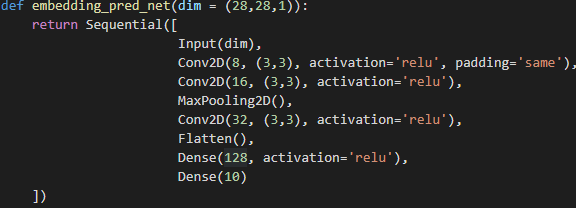 def embedding_pred_net(dim = (28,28,1)):
    return Sequential([
                      Input(dim),
                      Conv2D(8, (3,3), activation='relu', padding='same'),
                      Conv2D(16, (3,3), activation='relu'),
                      MaxPooling2D(),
                      Conv2D(32, (3,3), activation='relu'),
                      Flatten(),
                      Dense(128, activation='relu'),
                      Dense(10)
    ])